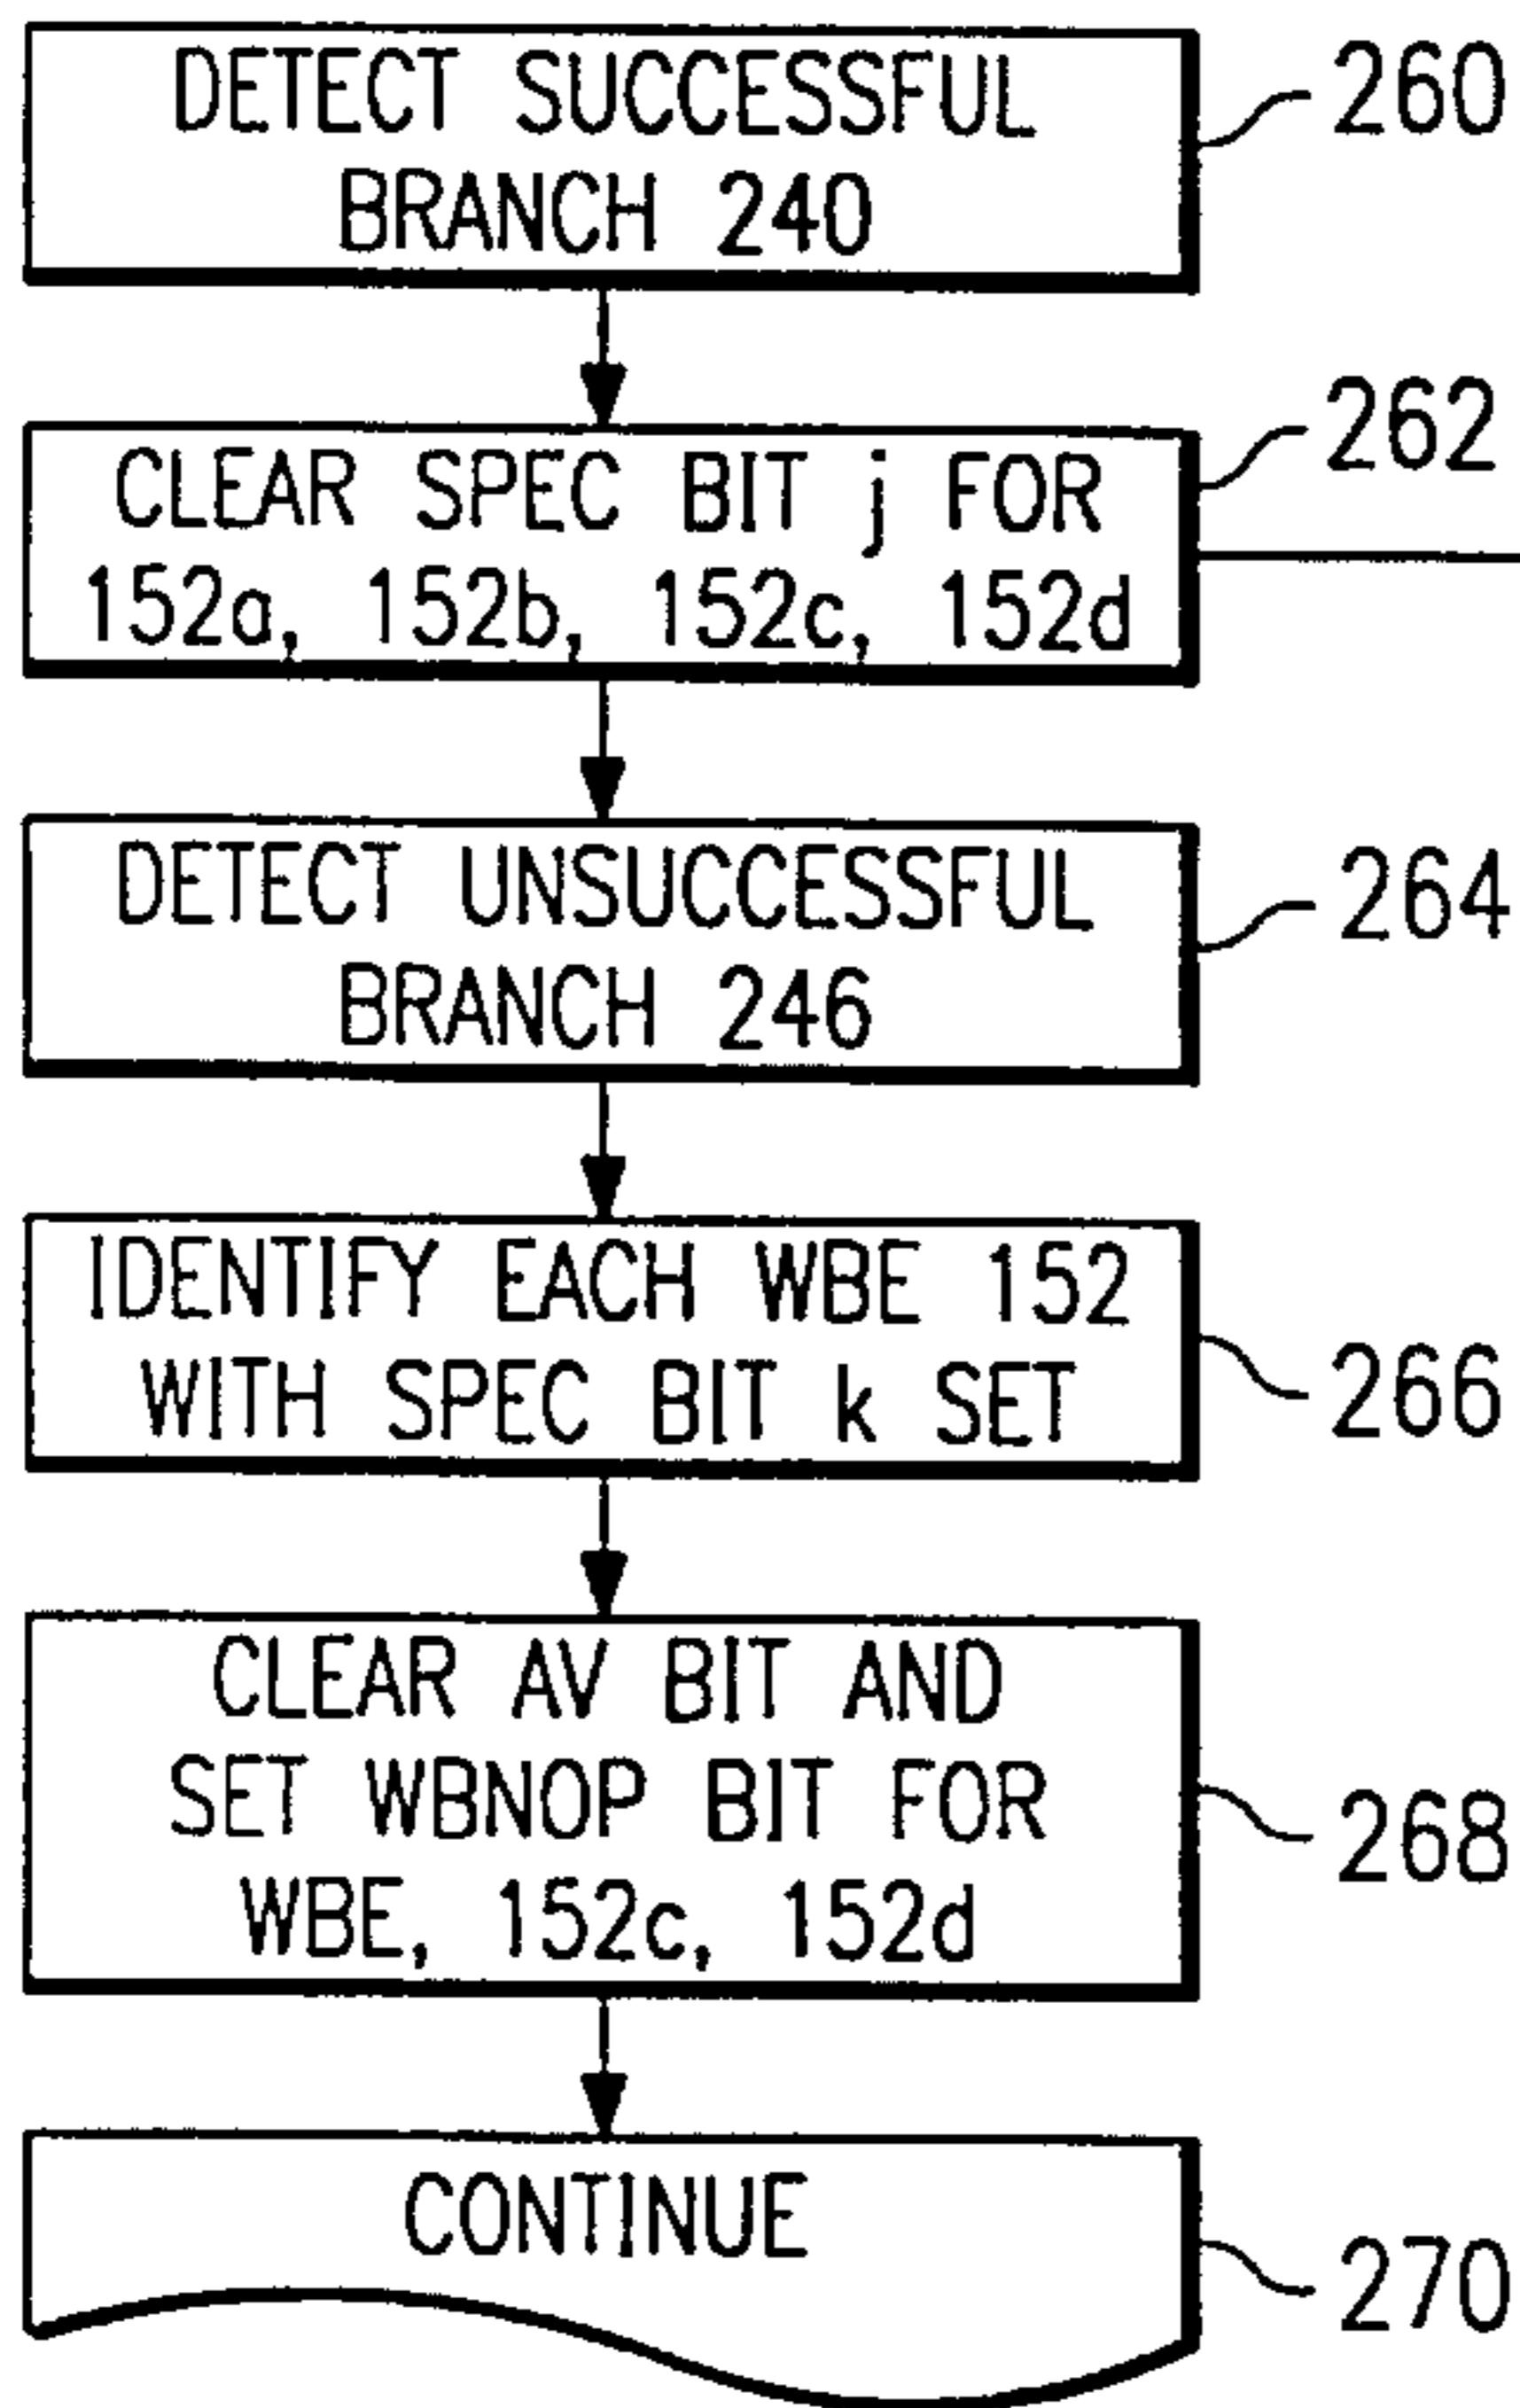 DETECT SUCCESSFUL
BRANCH 240
260
CLEAR SPEC BIT j FOR
152a, 152b, 152c, 152d
262
DETECT UNSUCCESSFUL
BRANCH 246
264
IDENTIFY EACH WBE 152
WITH SPEC BIT k SET
266
CLEAR AV BIT AND
SET WBNOP BIT FOR
WBE, 152c, 152d
268
CONTINUE
270